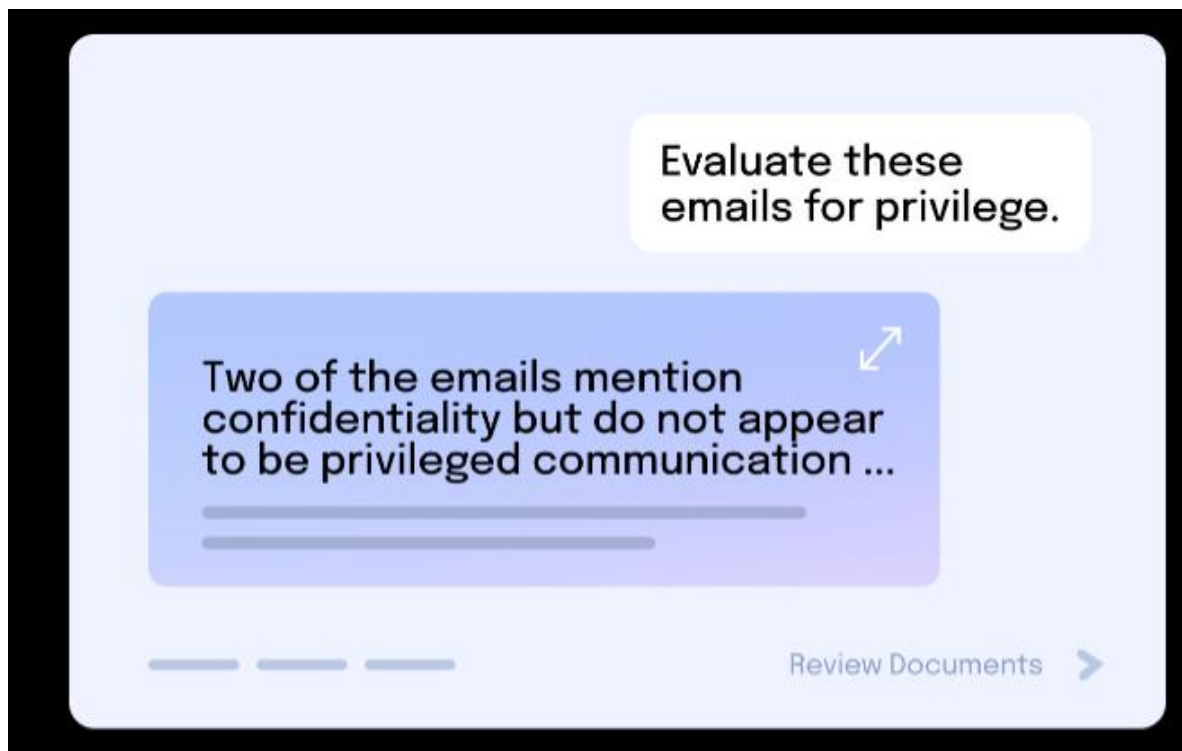 Evaluate these
emails for privilege.
Two of the emails mention
confidentiality but do not appear
to be privileged communication ...
Review Documents